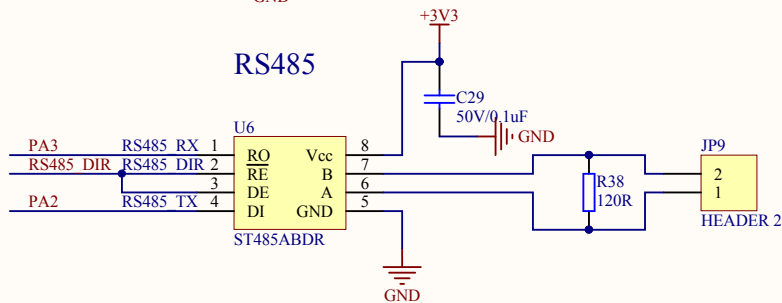 GND
+3V3
RS485
C29
50V/0.1uF
GND
U6
PA3 RS485_RX 1 RO Vcc 8
RS485_DIR RS485_DIR 2 RE B 7
3 DE A 6
PA2 RS485_TX 4 DI GND 5
ST485ABDR
R38
120R
JP9
2
1
HEADER 2
GND